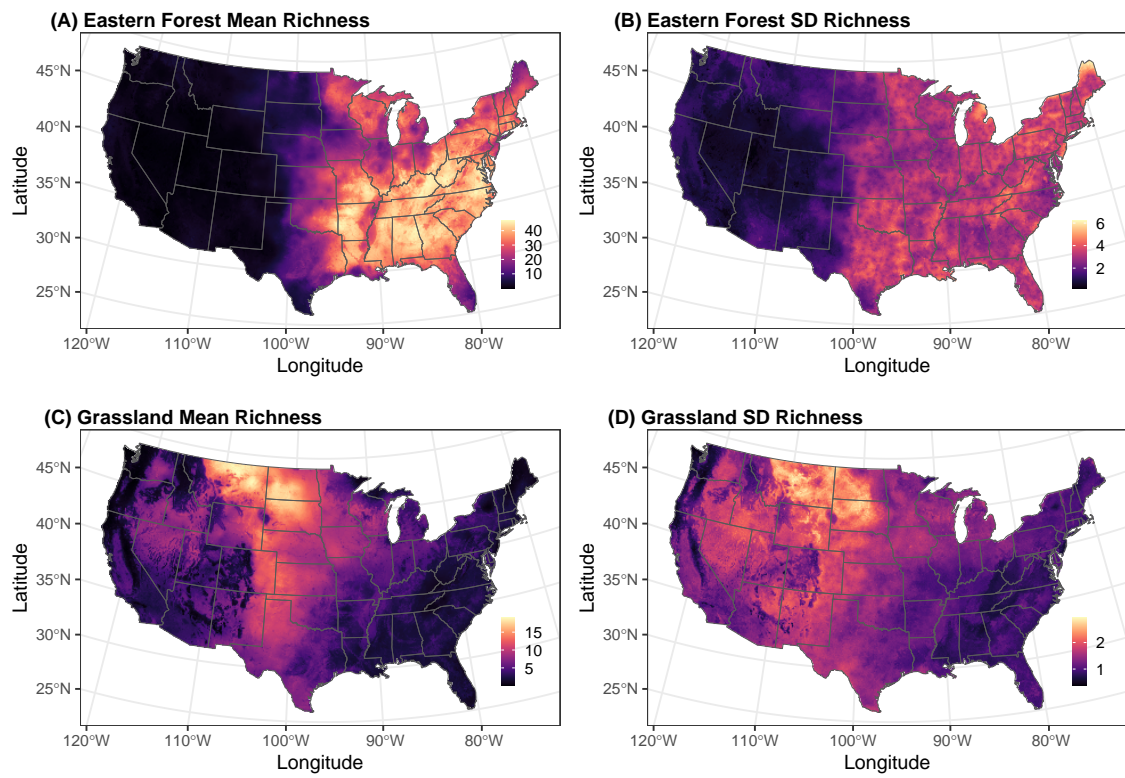 (A) Eastern Forest Mean Richness
45°N
40°N
35°N
30°N
25°N
Latitude
40
30
20
10
120°W
110°W
100°W
90°W
80°W
Longitude
(B) Eastern Forest SD Richness
45°N
40°N
35°N
30°N
25°N
Latitude
6
4
2
120°W
110°W
100°W
90°W
80°W
Longitude
(C) Grassland Mean Richness
45°N
40°N
35°N
30°N
25°N
Latitude
15
10
5
120°W
110°W
100°W
90°W
80°W
Longitude
(D) Grassland SD Richness
45°N
40°N
35°N
30°N
25°N
Latitude
2
1
120°W
110°W
100°W
90°W
80°W
Longitude